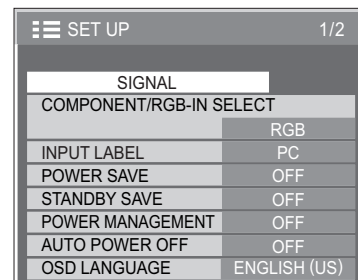 SET UP 1/2
SIGNAL
COMPONENT/RGB-IN SELECT
RGB
INPUT LABEL PC
POWER SAVE OFF
STANDBY SAVE OFF
POWER MANAGEMENT OFF
AUTO POWER OFF OFF
OSD LANGUAGE ENGLISH (US)